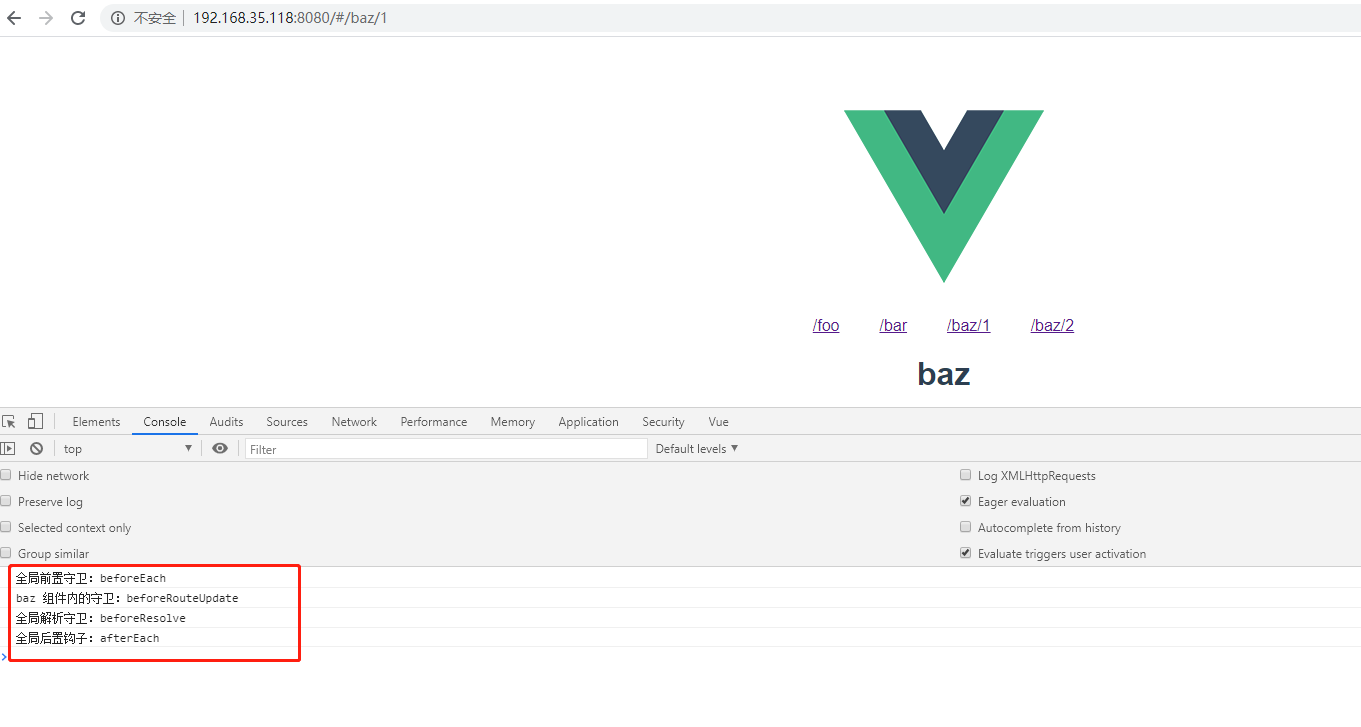 不安全 192.168.35.118:8080/#/baz/1
/foo /bar /baz/1 /baz/2
baz
Elements Console Audits Sources Network Performance Memory Application Security Vue
top Filter Default levels
Hide network Log XMLHttpRequests
Preserve log Eager evaluation
Selected context only Autocomplete from history
Group similar Evaluate triggers user activation
全局前置守卫：beforeEach
baz 组件内的守卫：beforeRouteUpdate
全局解析守卫：beforeResolve
全局后置钩子：afterEach